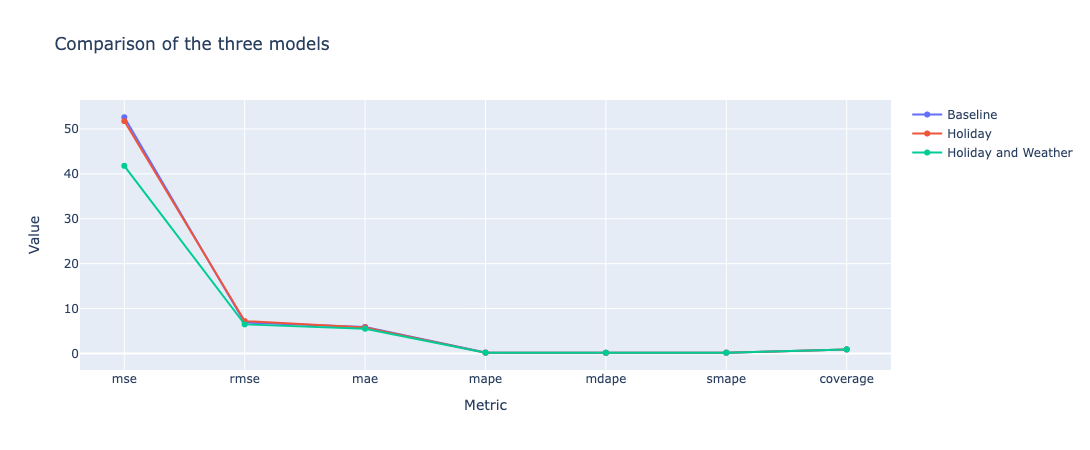 Comparison of the three models
Baseline
Holiday
Holiday and Weather
50
40
30
20
10
0
Value
mse
rmse
mae
mape
mdape
smape
coverage
Metric